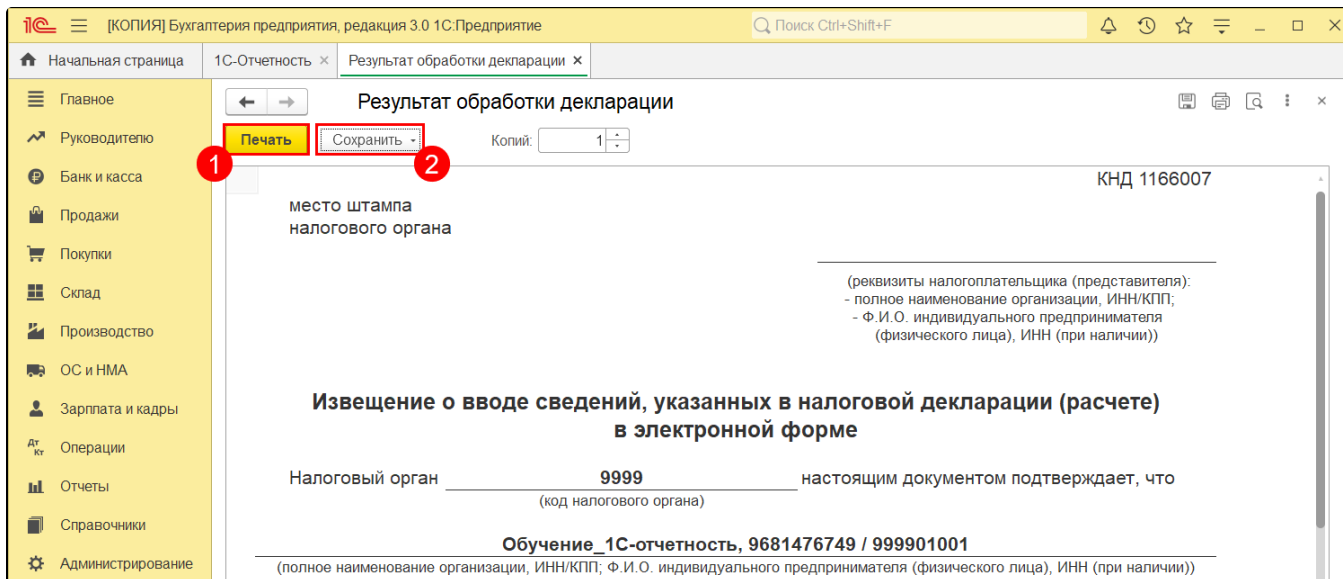 1С [КОПИЯ] Бухгалтерия предприятия, редакция 3.0 1С:Предприятие Поиск Ctrl+Shift+F
Начальная страница 1С-Отчетность × Результат обработки декларации ×
Главное
Руководителю
Банк и касса
Продажи
Покупки
Склад
Производство
ОС и НМА
Зарплата и кадры
Дт Кт Операции
Отчеты
Справочники
Администрирование
Результат обработки декларации
Печать Сохранить Копий: 1
1 2
КНД 1166007
место штампа
налогового органа
(реквизиты налогоплательщика (представителя):
- полное наименование организации, ИНН/КПП;
- Ф.И.О. индивидуального предпринимателя
(физического лица), ИНН (при наличии))
Извещение о вводе сведений, указанных в налоговой декларации (расчете)
в электронной форме
Налоговый орган 9999 настоящим документом подтверждает, что
(код налогового органа)
Обучение_1С-отчетность, 9681476749 / 999901001
(полное наименование организации, ИНН/КПП; Ф.И.О. индивидуального предпринимателя (физического лица), ИНН (при наличии))